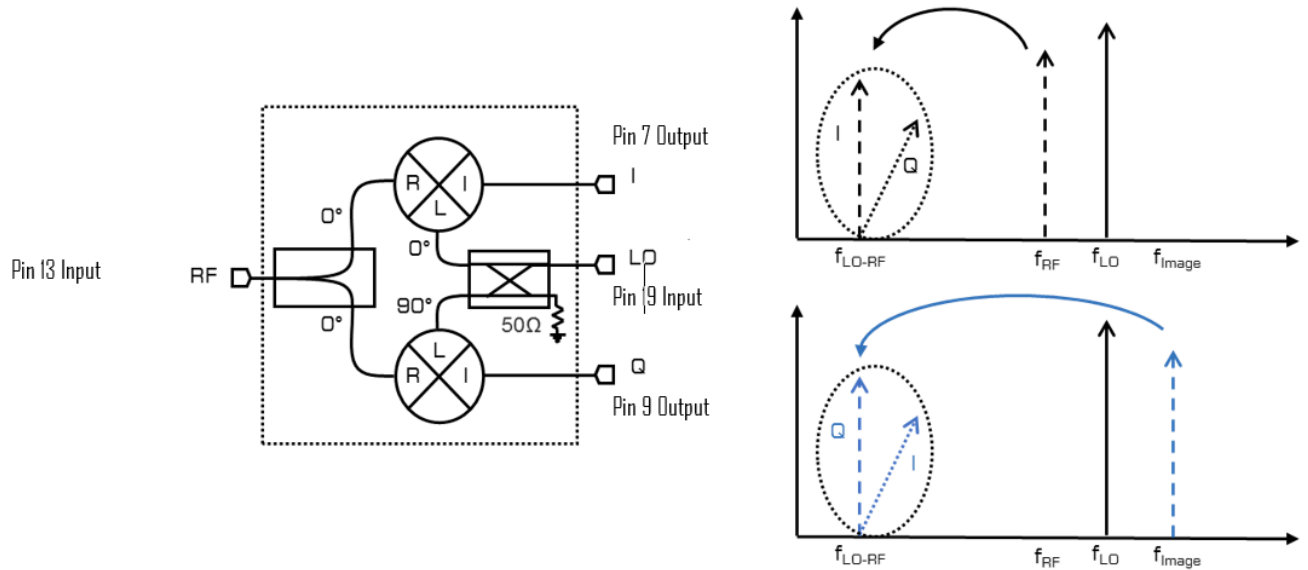 Pin 7 Output
R
I
I
L
0°
0°
LO
Pin 13 Input
RF
Pin 19 Input
90°
0°
50Ω
L
R
I
Q
Pin 9 Output
I
Q
fLO-RF
fRF
fLO
fImage
Q
I
fLO-RF
fRF
fLO
fImage